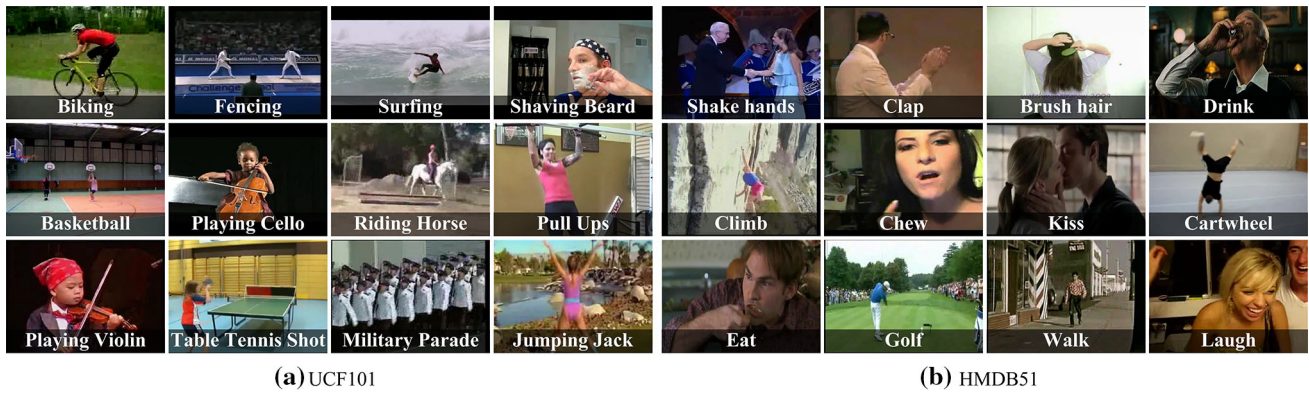 Biking Fencing Surfing Shaving Beard Shake hands Clap Brush hair Drink
Challenge
Basketball Playing Cello Riding Horse Pull Ups Climb Chew Kiss Cartwheel
Playing Violin Table Tennis Shot Military Parade Jumping Jack Eat Golf Walk Laugh
(a) UCF101 (b) HMDB51